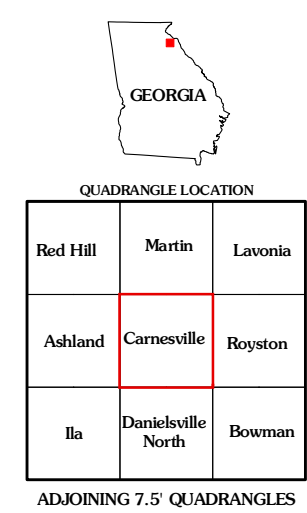 GEORGIA
QUADRANGLE LOCATION
Red Hill
Martin
Lavonia
Ashland
Carnesville
Royston
Ila
Danielsville
North
Bowman
ADJOINING 7.5' QUADRANGLES